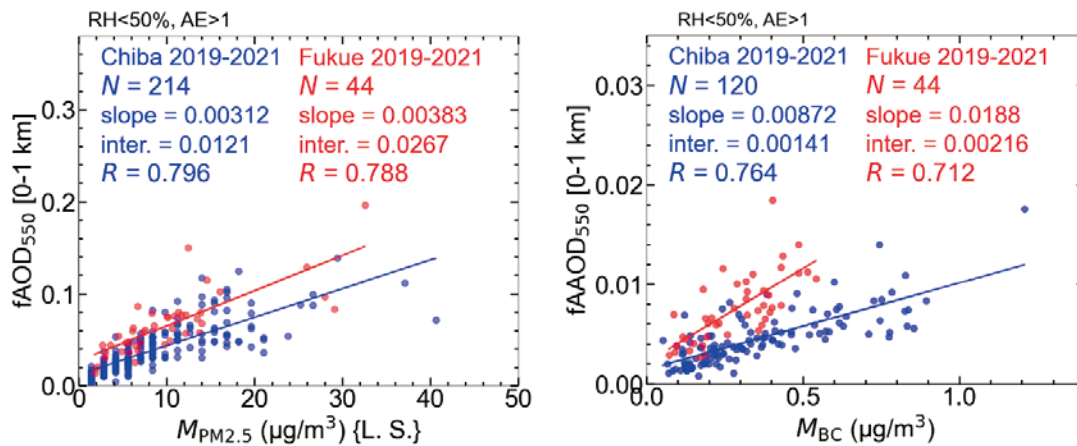 RH<50%, AE>1
Chiba 2019-2021 Fukue 2019-2021
N = 214 N = 44
slope = 0.00312 slope = 0.00383
inter. = 0.0121 inter. = 0.0267
R = 0.796 R = 0.788
fAOD₅₅₀ [0-1 km]
0.3
0.2
0.1
0.0
0 10 20 30 40 50
M_PM2.5 (µg/m³) {L. S.}
RH<50%, AE>1
Chiba 2019-2021 Fukue 2019-2021
N = 120 N = 44
slope = 0.00872 slope = 0.0188
inter. = 0.00141 inter. = 0.00216
R = 0.764 R = 0.712
fAAOD₅₅₀ [0-1 km]
0.03
0.02
0.01
0.00
0.0 0.5 1.0
M_BC (µg/m³)